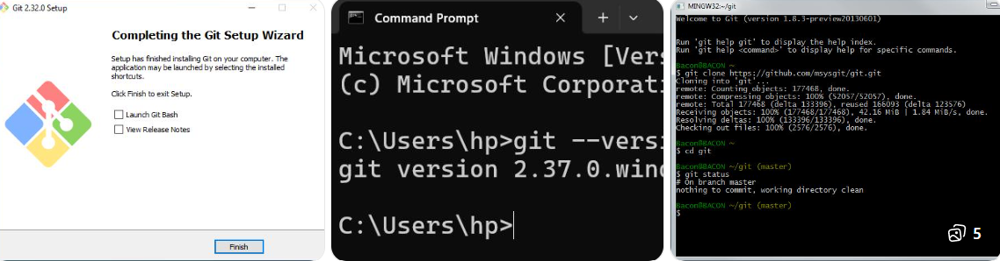 Git 2.32.0 Setup
Completing the Git Setup Wizard
Setup has finished installing Git on your computer. The
application may be launched by selecting the installed
shortcuts.
Click Finish to exit Setup.
Launch Git Bash
View Release Notes
Finish
Command Prompt
Microsoft Windows [Vers
(c) Microsoft Corporati
C:\Users\hp>git --versi
git version 2.37.0.wind
C:\Users\hp>
MINGW32:~/git
Welcome to Git (version 1.8.3-preview20130601)
Run 'git help git' to display the help index.
Run 'git help <command>' to display help for specific commands.
Bacon@BACON ~
$ git clone https://github.com/msysgit/git.git
Cloning into 'git'...
remote: Counting objects: 177468, done.
remote: Compressing objects: 100% (52057/52057), done.
remote: Total 177468 (delta 133396), reused 166093 (delta 123576)
Receiving objects: 100% (177468/177468), 42.16 MiB | 1.84 MiB/s, done.
Resolving deltas: 100% (133396/133396), done.
Checking out files: 100% (2576/2576), done.
Bacon@BACON ~
$ cd git
Bacon@BACON ~/git (master)
$ git status
# On branch master
nothing to commit, working directory clean
Bacon@BACON ~/git (master)
$
5